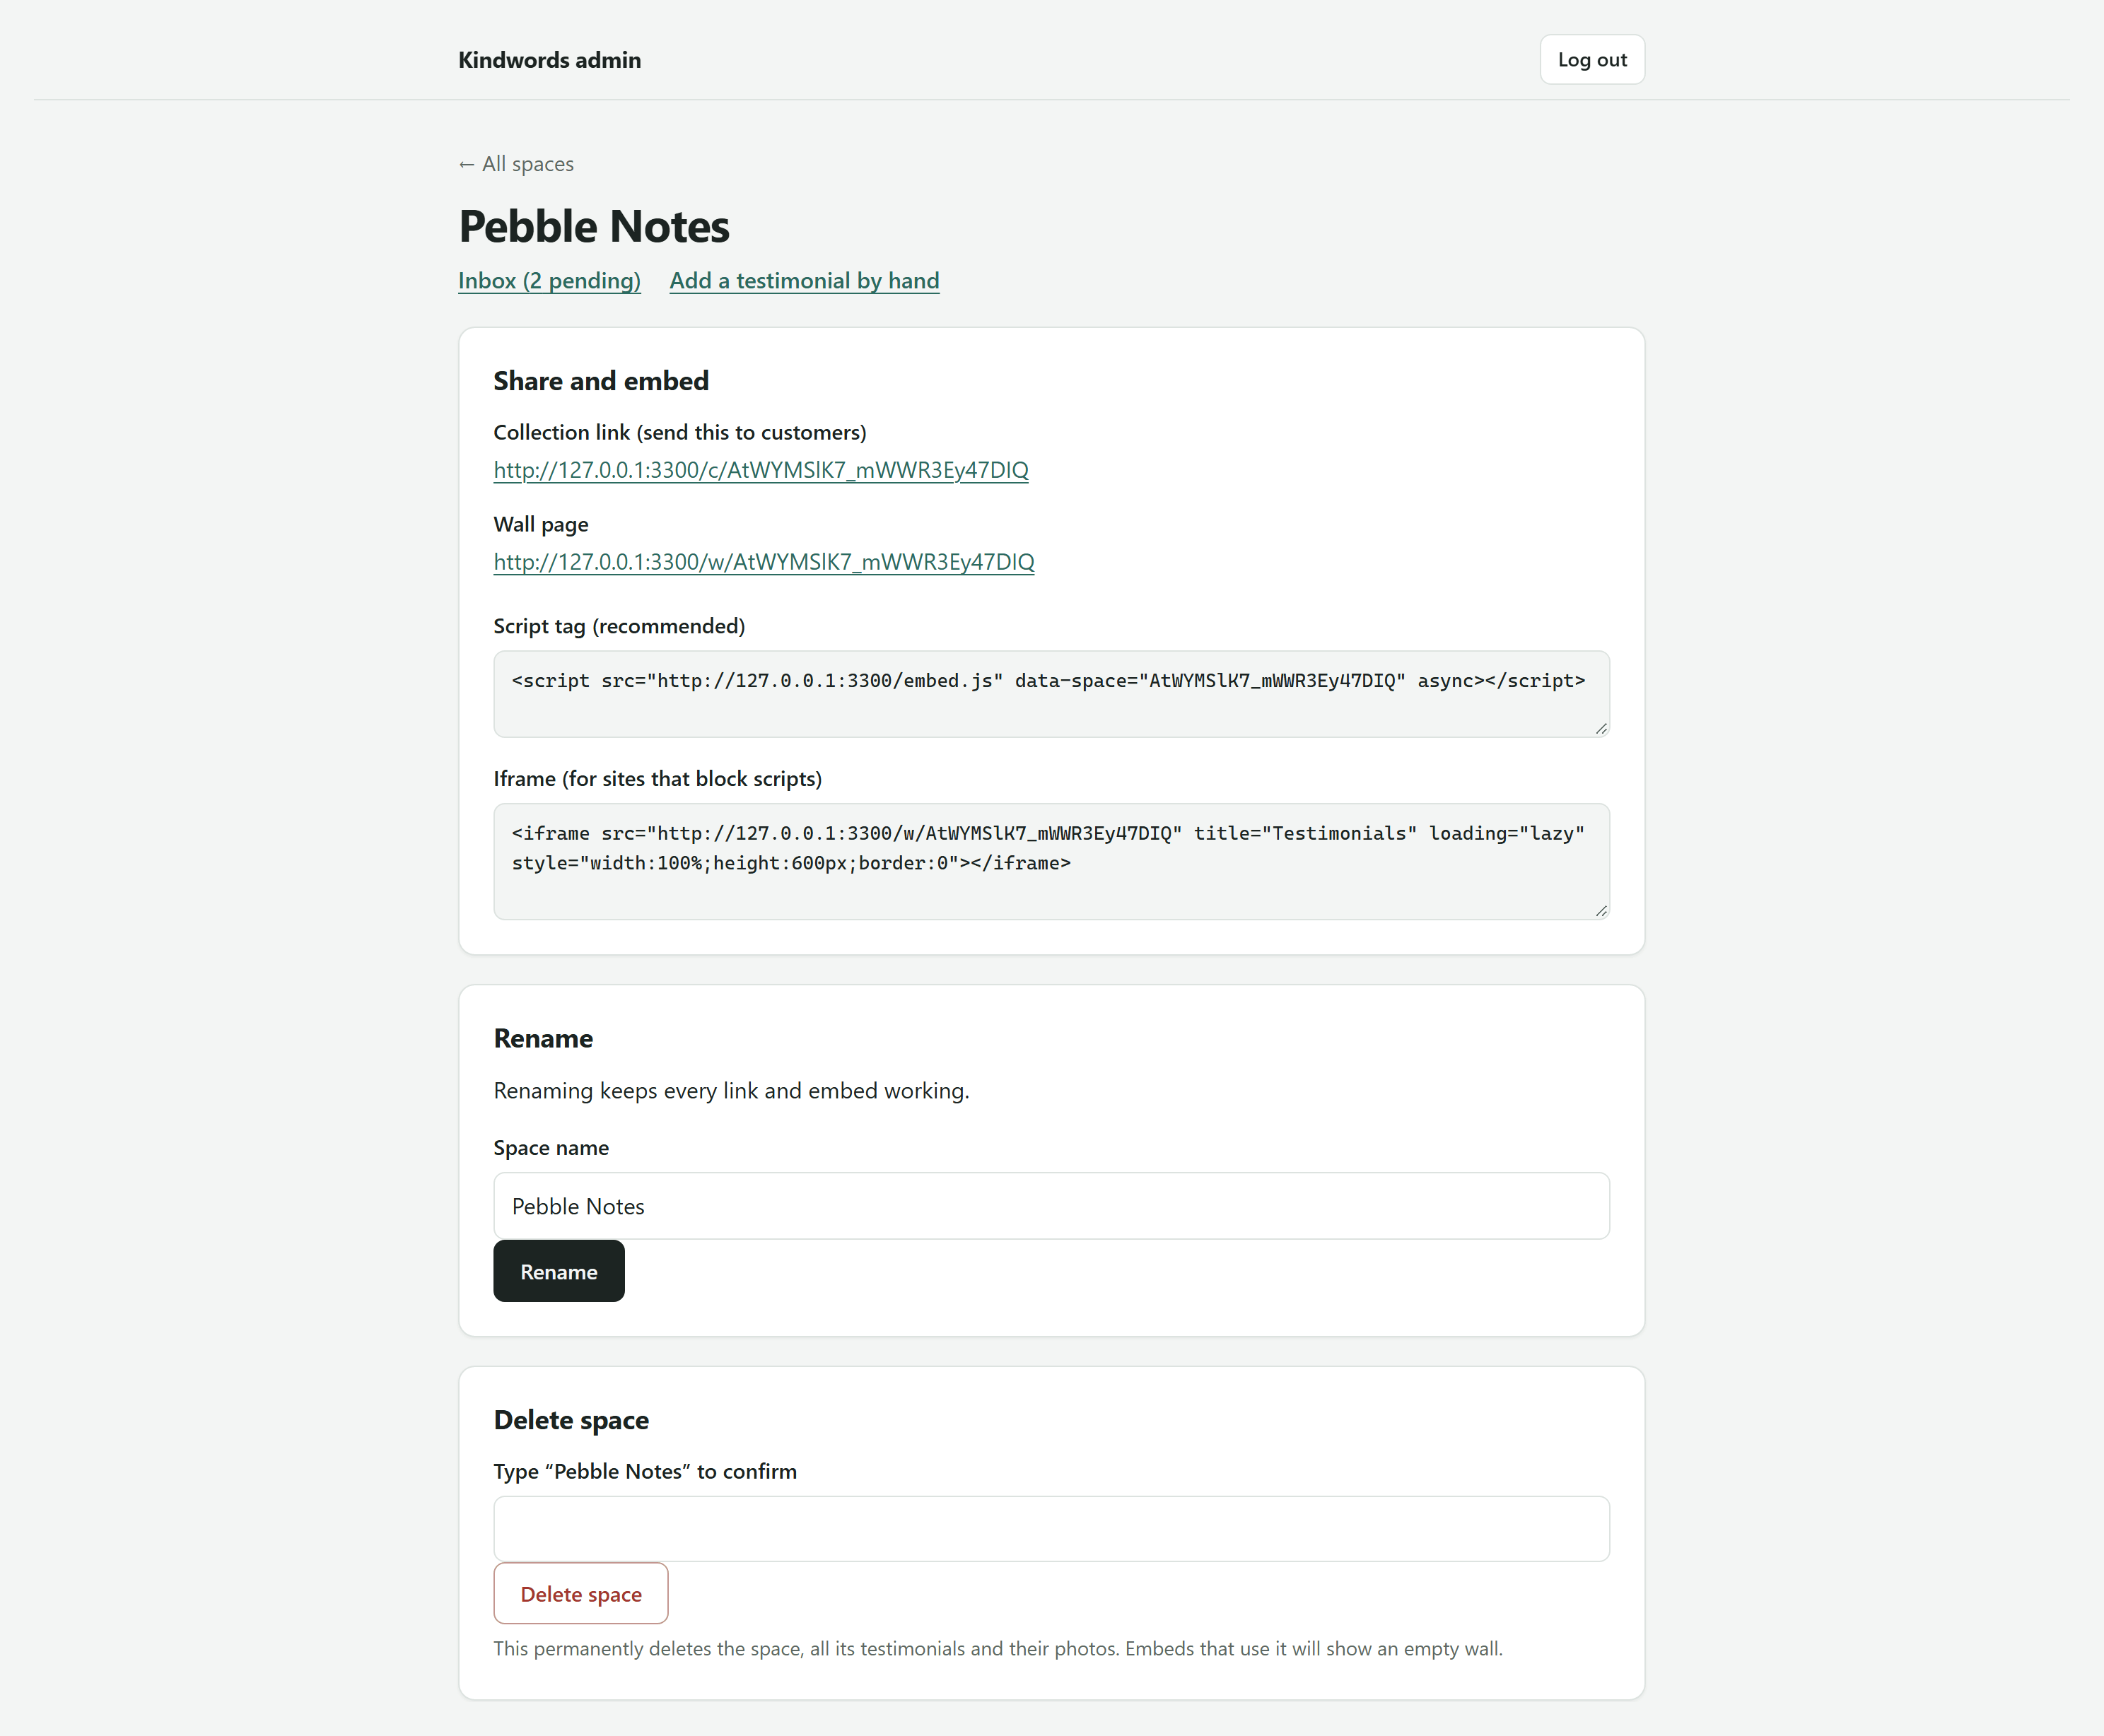 Kindwords admin
Log out
← All spaces
Pebble Notes
Inbox (2 pending) Add a testimonial by hand
Share and embed
Collection link (send this to customers)
http://127.0.0.1:3300/c/AtWYMSlK7_mWWR3Ey47DIQ
Wall page
http://127.0.0.1:3300/w/AtWYMSlK7_mWWR3Ey47DIQ
Script tag (recommended)
<script src="http://127.0.0.1:3300/embed.js" data-space="AtWYMSlK7_mWWR3Ey47DIQ" async></script>
Iframe (for sites that block scripts)
<iframe src="http://127.0.0.1:3300/w/AtWYMSlK7_mWWR3Ey47DIQ" title="Testimonials" loading="lazy"
style="width:100%;height:600px;border:0"></iframe>
Rename
Renaming keeps every link and embed working.
Space name
Pebble Notes
Rename
Delete space
Type “Pebble Notes” to confirm
Delete space
This permanently deletes the space, all its testimonials and their photos. Embeds that use it will show an empty wall.